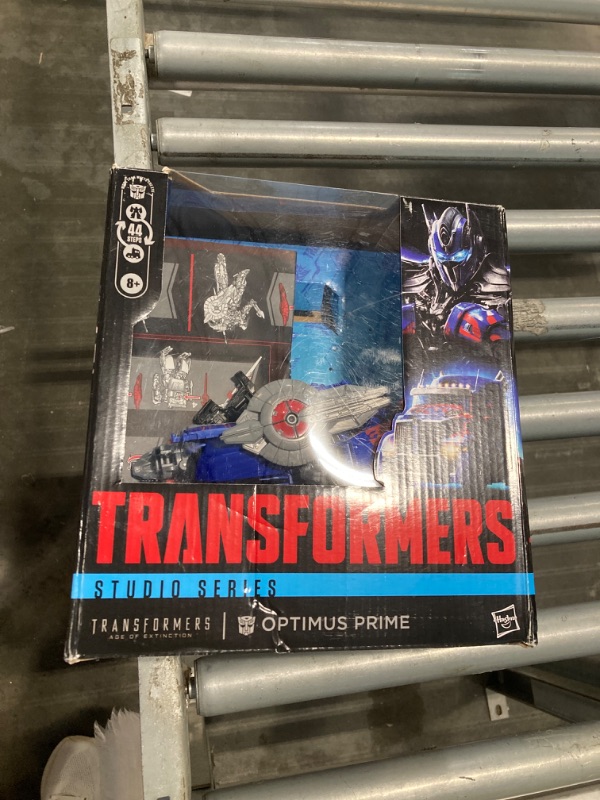 44
STEPS
8+
TRANSFORMERS
STUDIO SERIES
TRANSFORMERS
AGE OF EXTINCTION
OPTIMUS PRIME
Hasbro